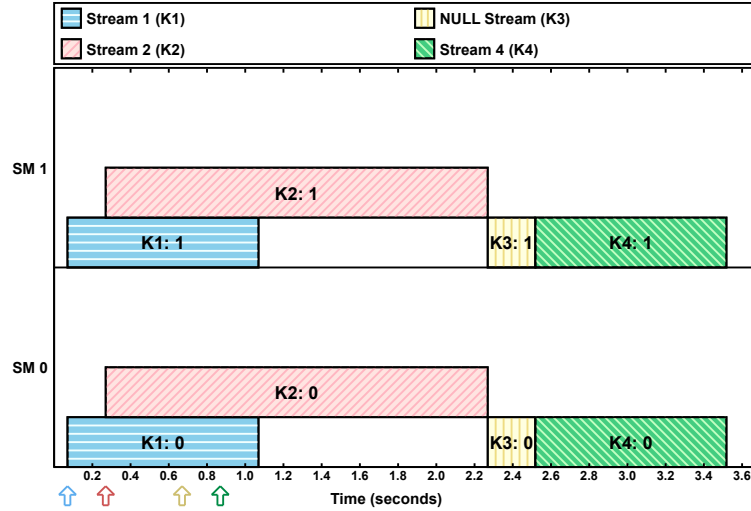 Stream 1 (K1)
NULL Stream (K3)
Stream 2 (K2)
Stream 4 (K4)
SM 1
K2: 1
K1: 1
K3: 1
K4: 1
SM 0
K2: 0
K1: 0
K3: 0
K4: 0
0.2 0.4 0.6 0.8 1.0 1.2 1.4 1.6 1.8 2.0 2.2 2.4 2.6 2.8 3.0 3.2 3.4 3.6
Time (seconds)